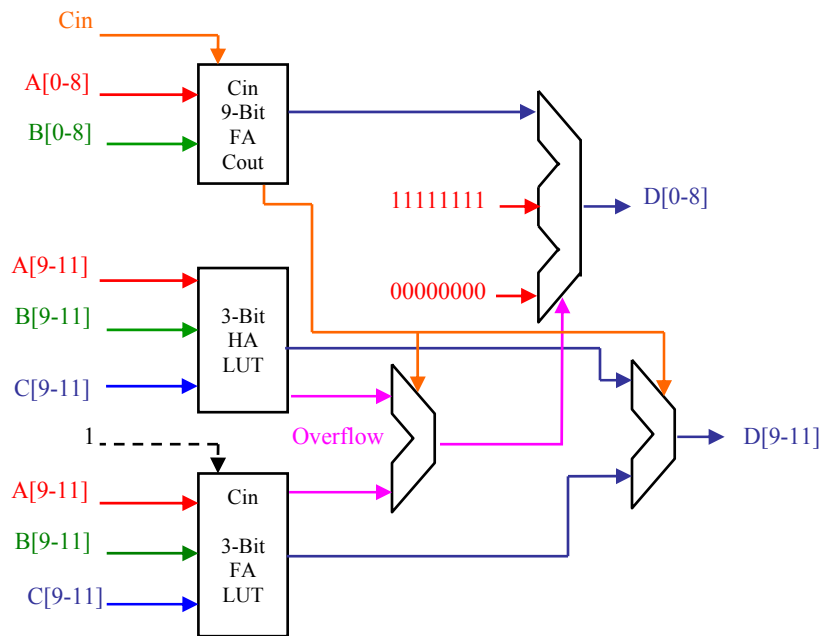 Cin
A[0-8]
B[0-8]
Cin
9-Bit
FA
Cout
11111111
00000000
D[0-8]
A[9-11]
B[9-11]
C[9-11]
3-Bit
HA
LUT
Overflow
D[9-11]
1
A[9-11]
B[9-11]
C[9-11]
Cin
3-Bit
FA
LUT